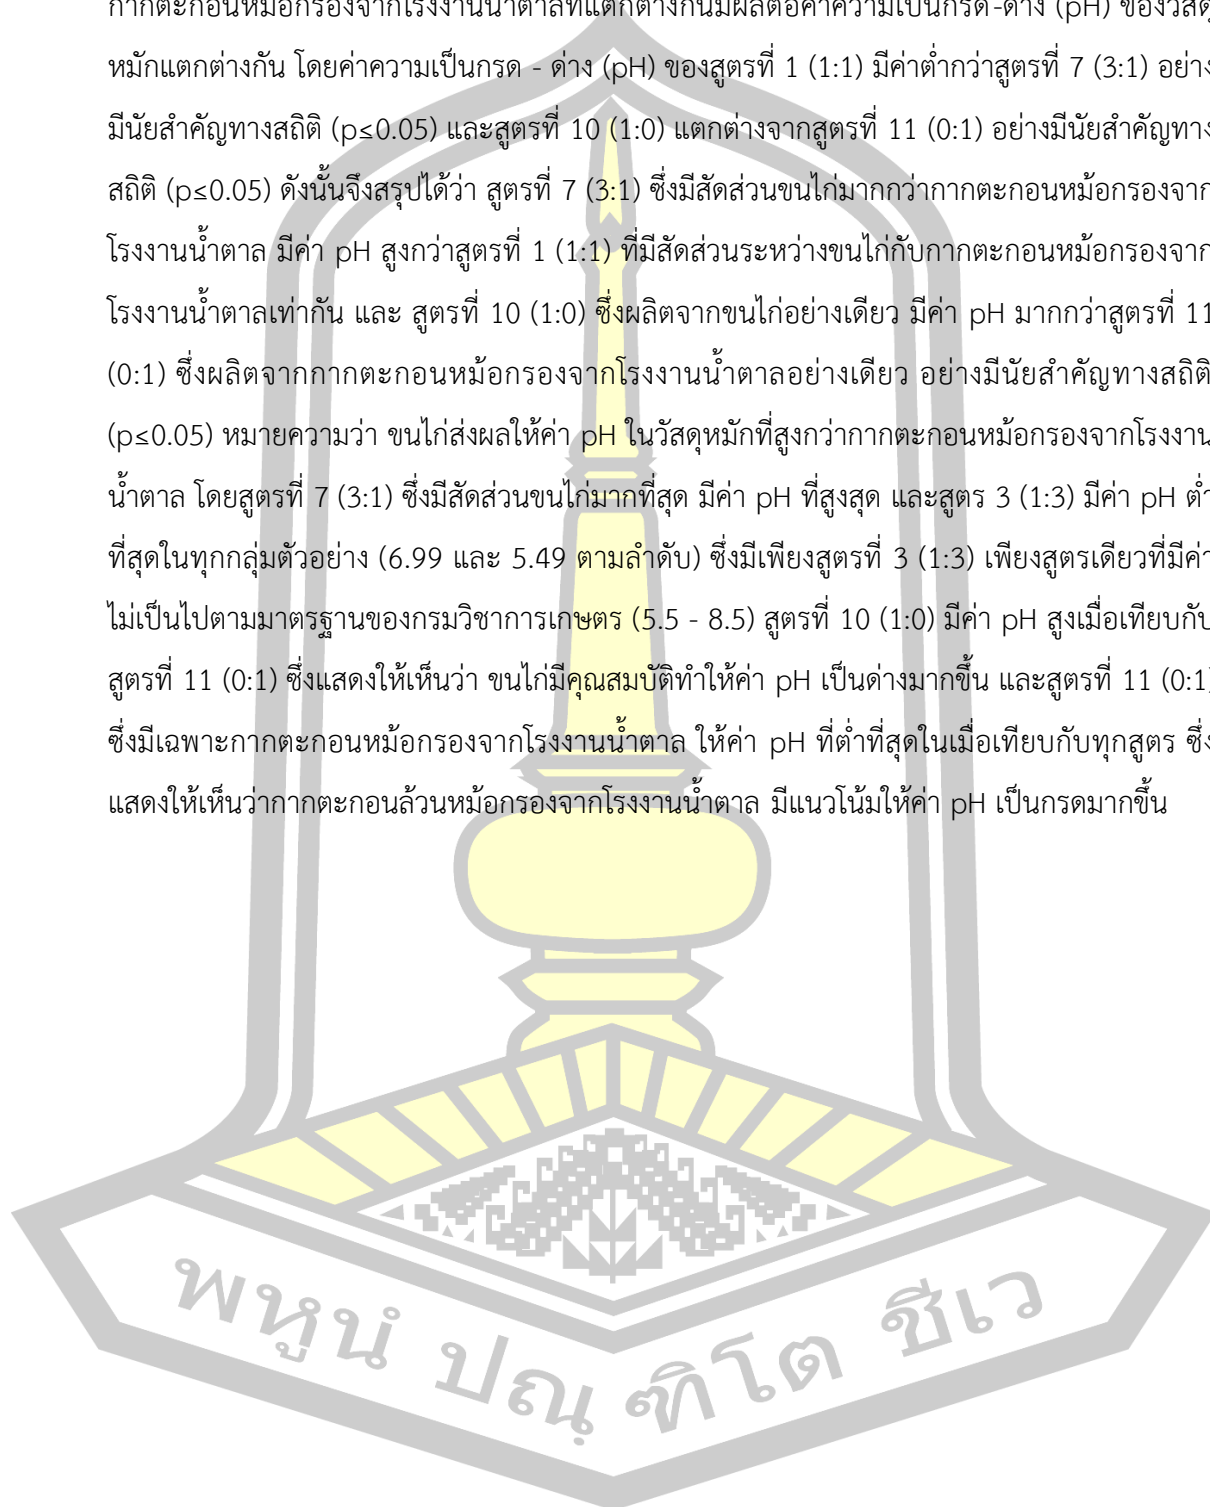 กากตะกอนหม้อกรองจากโรงงานน้ำตาลที่แตกต่างกันมีผลต่อค่าความเป็นกรด-ด่าง (pH) ของวัสดุ
หมักแตกต่างกัน โดยค่าความเป็นกรด - ด่าง (pH) ของสูตรที่ 1 (1:1) มีค่าต่ำกว่าสูตรที่ 7 (3:1) อย่าง
มีนัยสำคัญทางสถิติ (p≤0.05) และสูตรที่ 10 (1:0) แตกต่างจากสูตรที่ 11 (0:1) อย่างมีนัยสำคัญทาง
สถิติ (p≤0.05) ดังนั้นจึงสรุปได้ว่า สูตรที่ 7 (3:1) ซึ่งมีสัดส่วนขนไก่มากกว่ากากตะกอนหม้อกรองจาก
โรงงานน้ำตาล มีค่า pH สูงกว่าสูตรที่ 1 (1:1) ที่มีสัดส่วนระหว่างขนไก่กับกากตะกอนหม้อกรองจาก
โรงงานน้ำตาลเท่ากัน และ สูตรที่ 10 (1:0) ซึ่งผลิตจากขนไก่อย่างเดียว มีค่า pH มากกว่าสูตรที่ 11
(0:1) ซึ่งผลิตจากกากตะกอนหม้อกรองจากโรงงานน้ำตาลอย่างเดียว อย่างมีนัยสำคัญทางสถิติ
(p≤0.05) หมายความว่า ขนไก่ส่งผลให้ค่า pH ในวัสดุหมักที่สูงกว่ากากตะกอนหม้อกรองจากโรงงาน
น้ำตาล โดยสูตรที่ 7 (3:1) ซึ่งมีสัดส่วนขนไก่มากที่สุด มีค่า pH ที่สูงสุด และสูตร 3 (1:3) มีค่า pH ต่ำ
ที่สุดในทุกกลุ่มตัวอย่าง (6.99 และ 5.49 ตามลำดับ) ซึ่งมีเพียงสูตรที่ 3 (1:3) เพียงสูตรเดียวที่มีค่า
ไม่เป็นไปตามมาตรฐานของกรมวิชาการเกษตร (5.5 - 8.5) สูตรที่ 10 (1:0) มีค่า pH สูงเมื่อเทียบกับ
สูตรที่ 11 (0:1) ซึ่งแสดงให้เห็นว่า ขนไก่มีคุณสมบัติทำให้ค่า pH เป็นด่างมากขึ้น และสูตรที่ 11 (0:1)
ซึ่งมีเฉพาะกากตะกอนหม้อกรองจากโรงงานน้ำตาล ให้ค่า pH ที่ต่ำที่สุดในเมื่อเทียบกับทุกสูตร ซึ่ง
แสดงให้เห็นว่ากากตะกอนล้วนหม้อกรองจากโรงงานน้ำตาล มีแนวโน้มให้ค่า pH เป็นกรดมากขึ้น
พหูนํ ปณฺฑิโต ชีเว